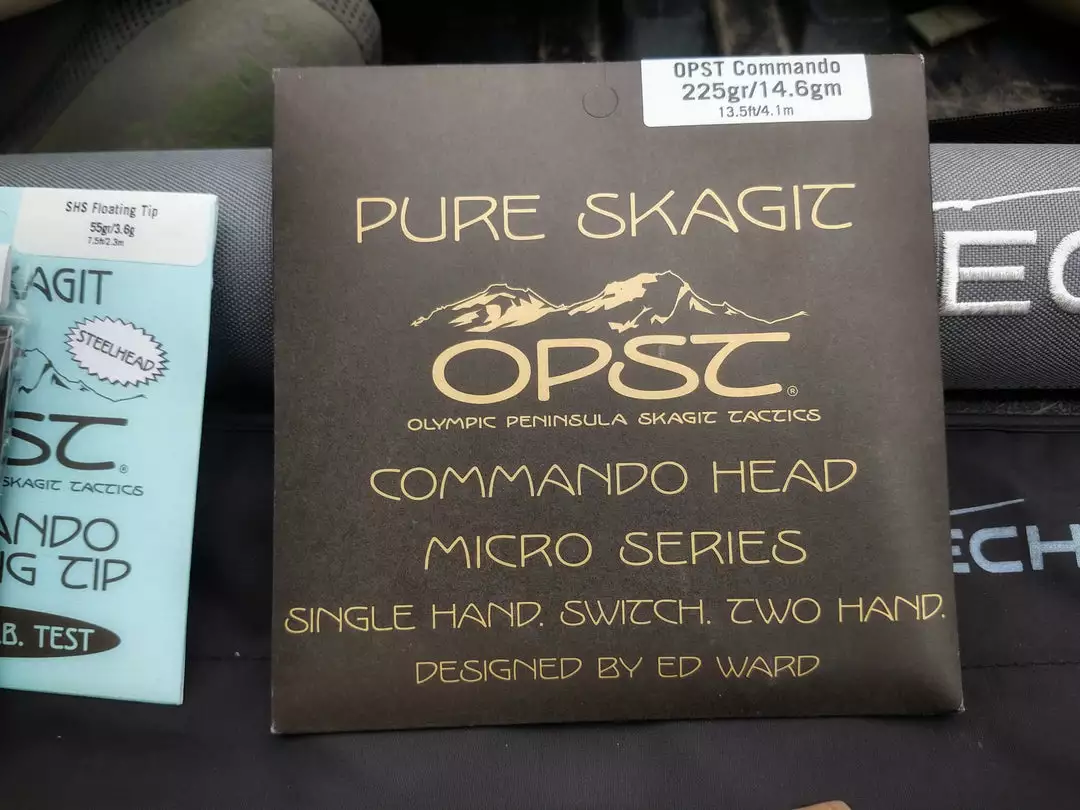 OPST Commando
225gr/14.6gm
13.5ft/4.1m
PURE SKAGIT
OPST®
OLYMPIC PENINSULA SKAGIT TACTICS
COMMANDO HEAD
MICRO SERIES
SINGLE HAND. SWITCH. TWO HAND.
DESIGNED BY ED WARD
SHS Floating Tip
55gr/3.6g
7.5ft/2.3m
KAGIT
STEELHEAD
ST®
SKAGIT TACTICS
ANDO
G TIP
B. TEST
EC
ECH